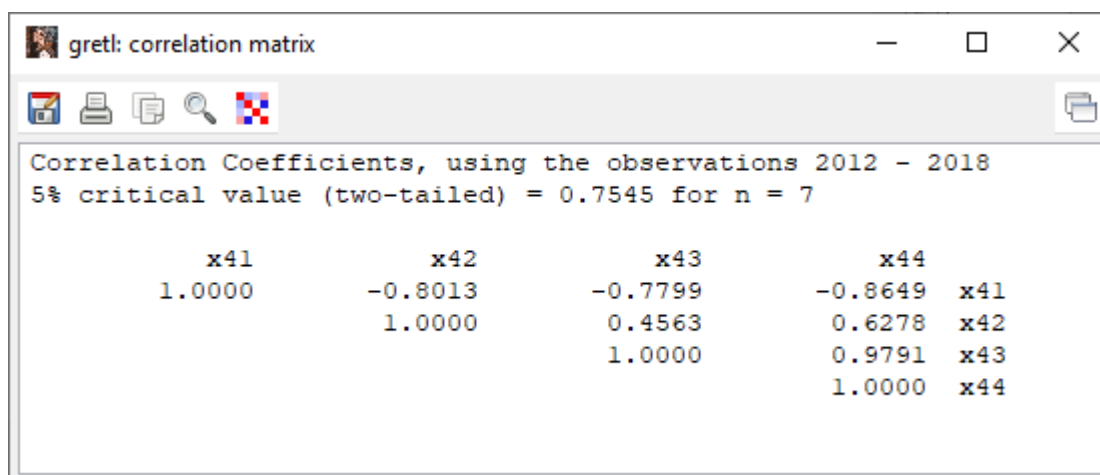 gretl: correlation matrix
Correlation Coefficients, using the observations 2012 - 2018
5% critical value (two-tailed) = 0.7545 for n = 7
x41 x42 x43 x44
1.0000 -0.8013 -0.7799 -0.8649 x41
1.0000 0.4563 0.6278 x42
1.0000 0.9791 x43
1.0000 x44